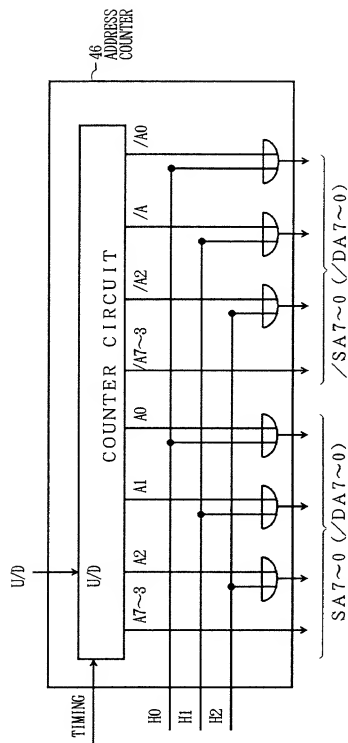 46
ADDRESS
COUNTER
TIMING
U/D
U/D
COUNTER CIRCUIT
A7~3
A2
A1
A0
/A7~3
/A2
/A
/A0
H0
H1
H2
SA7~0 (/DA7~0)
/SA7~0 (/DA7~0)